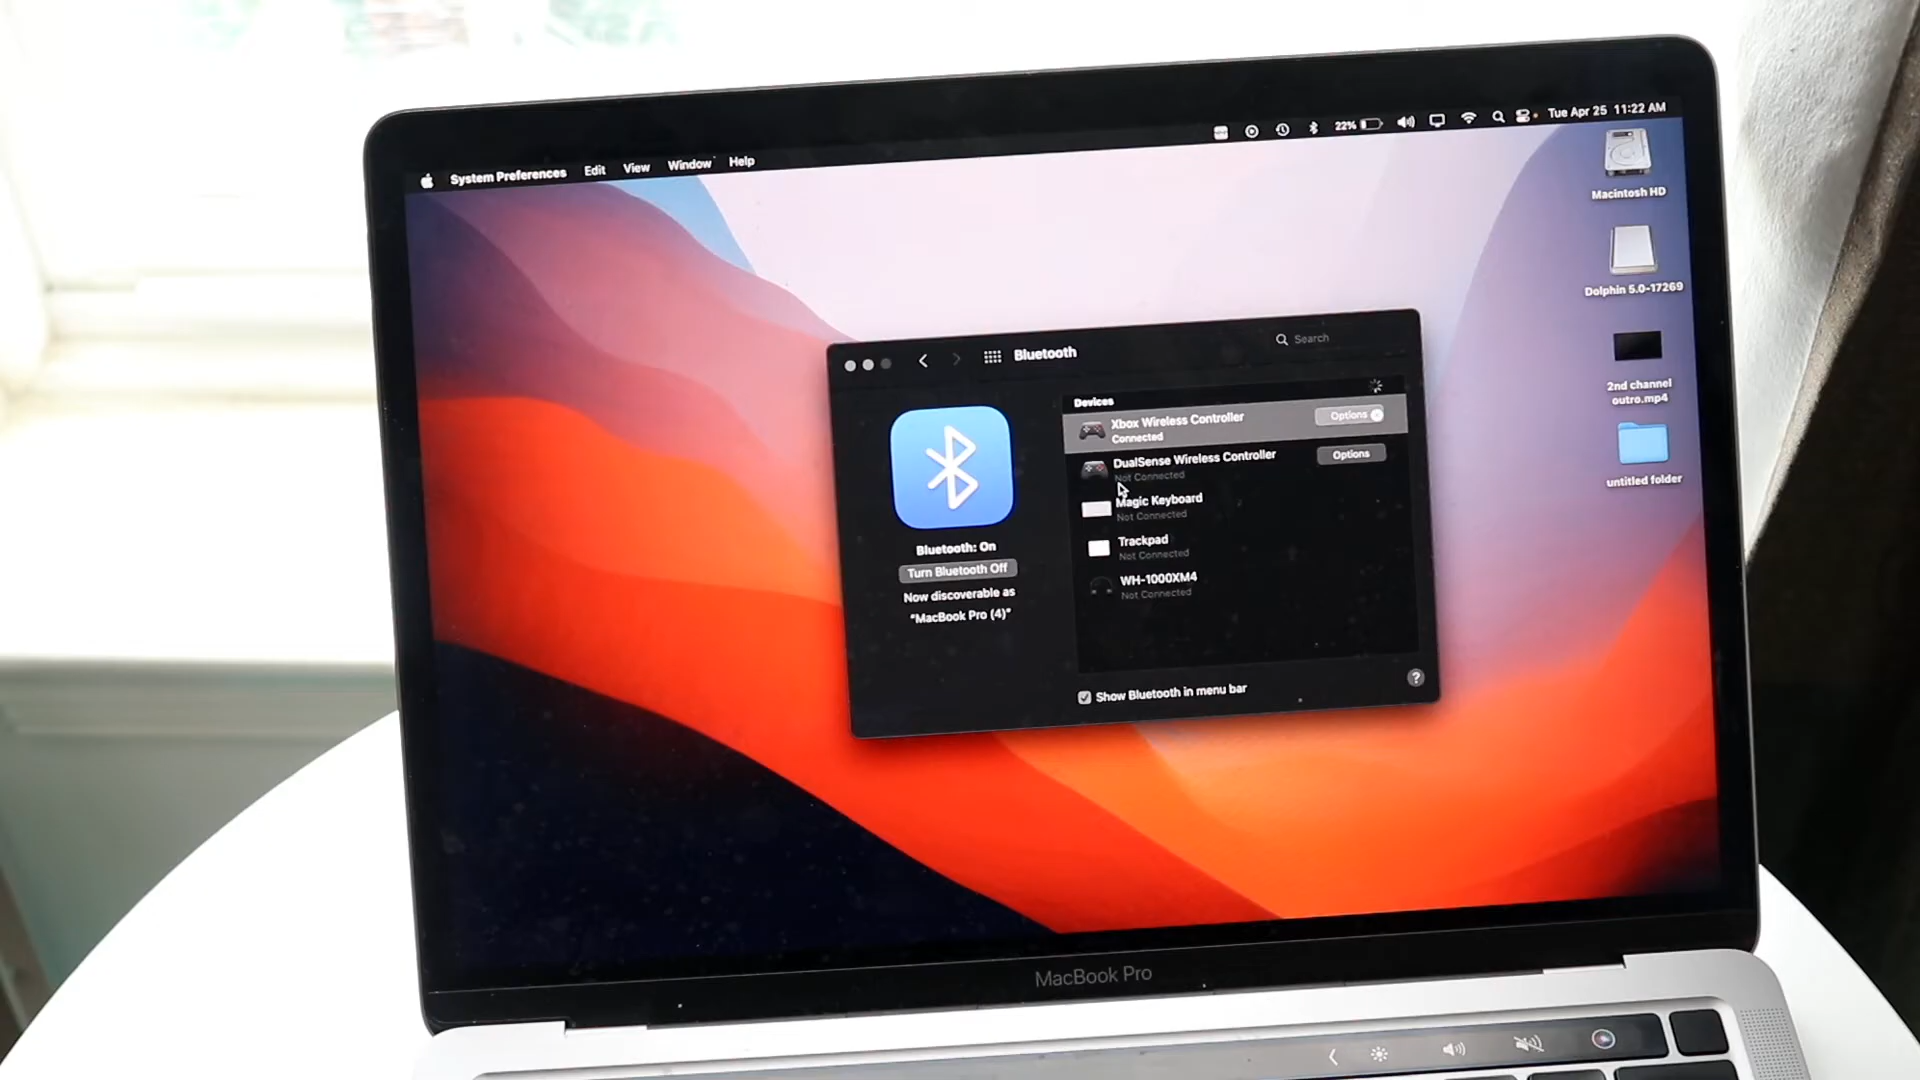 System Preferences Edit View Window Help
22% Tue Apr 25 11:22 AM
Macintosh HD
Dolphin 5.0-17269
2nd channel
outro.mp4
untitled folder
Bluetooth
Search
Devices
Xbox Wireless Controller
Connected
Options
DualSense Wireless Controller
Not Connected
Options
Magic Keyboard
Not Connected
Trackpad
Not Connected
WH-1000XM4
Not Connected
Bluetooth: On
Turn Bluetooth Off
Now discoverable as
"MacBook Pro (4)"
Show Bluetooth in menu bar
?
MacBook Pro